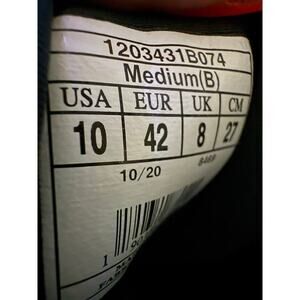 1203431B074
Medium(B)
USA EUR UK CM
10 42 8 27
10/20